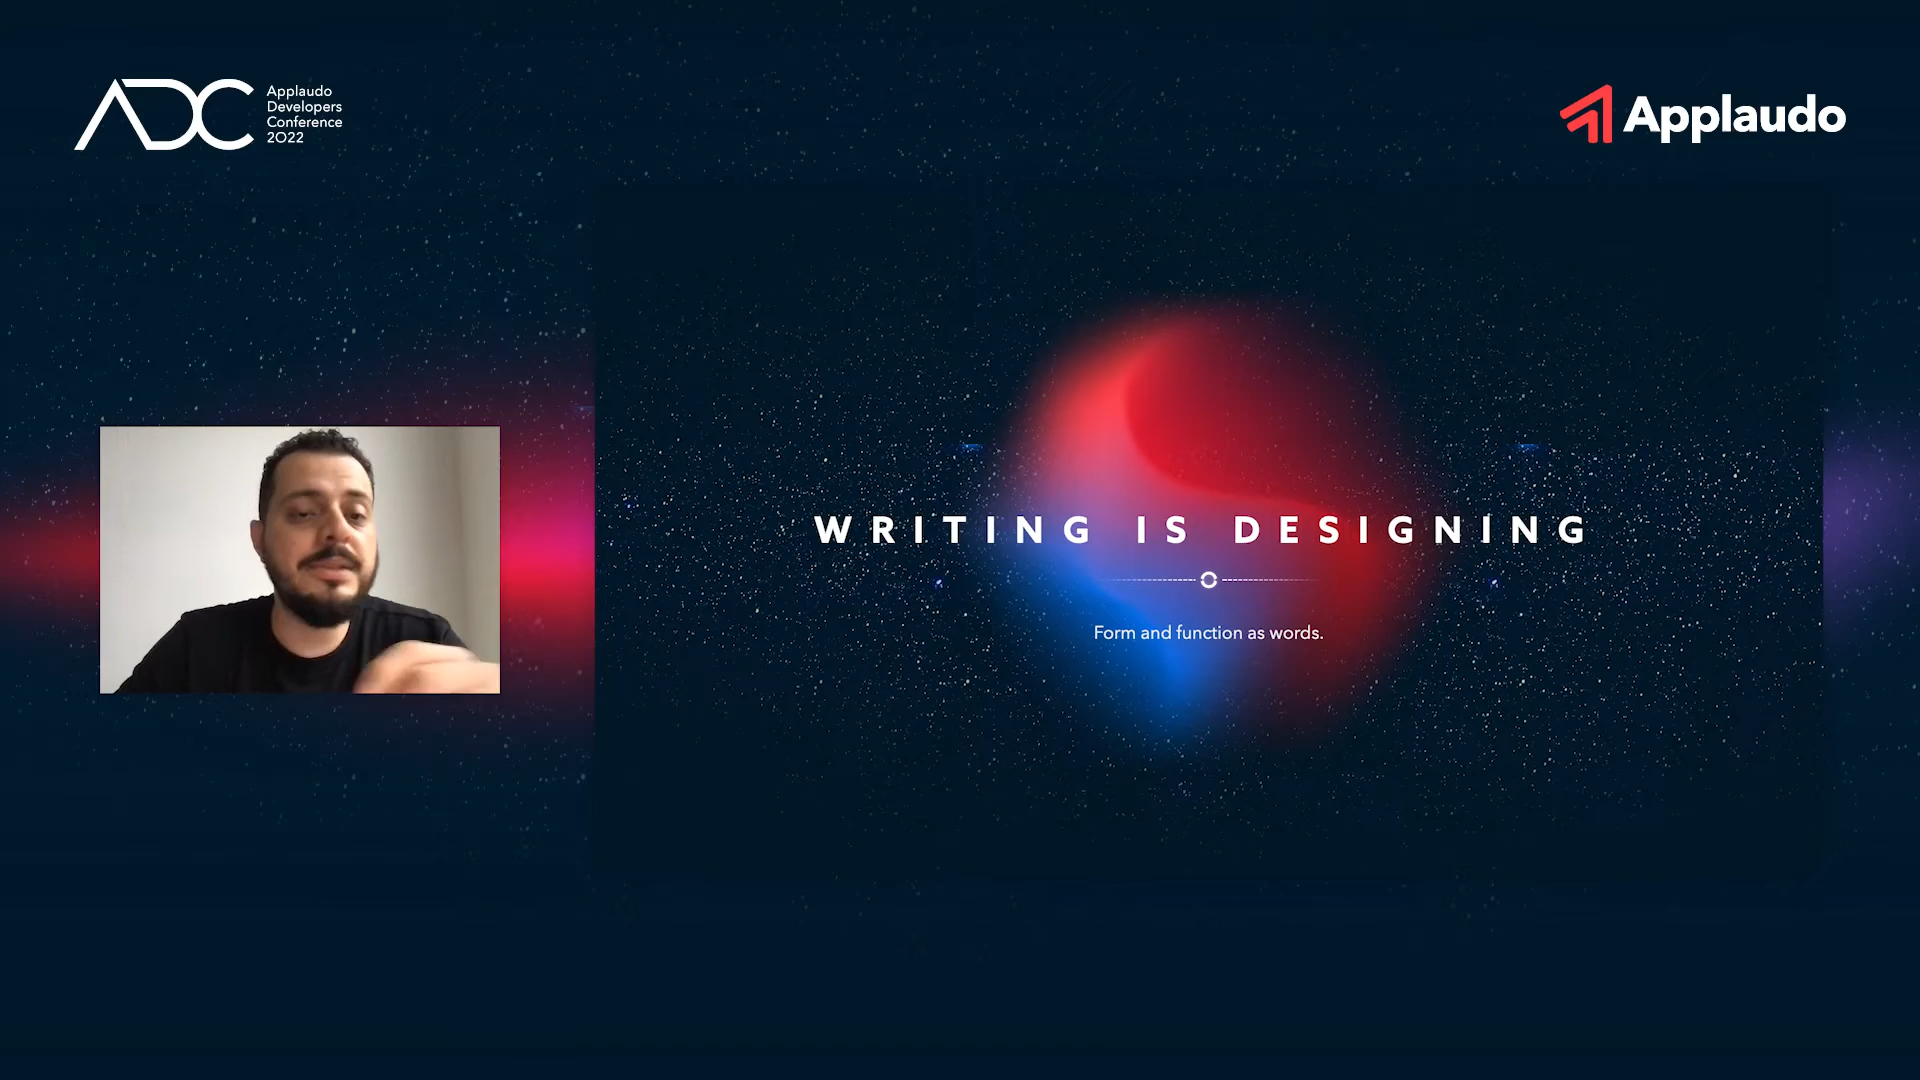 ADC
Applaudo
Developers
Conference
2022
Applaudo
WRITING IS DESIGNING
Form and function as words.